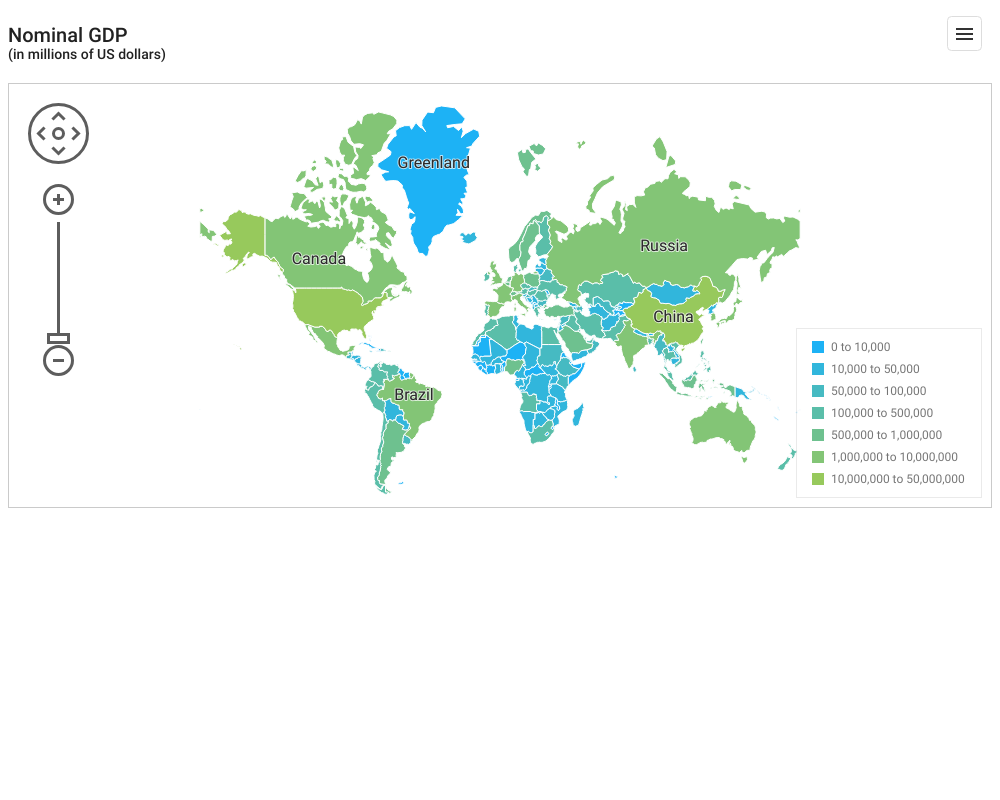 Nominal GDP
(in millions of US dollars)
Greenland
Russia
Canada
China
Brazil
0 to 10,000
10,000 to 50,000
50,000 to 100,000
100,000 to 500,000
500,000 to 1,000,000
1,000,000 to 10,000,000
10,000,000 to 50,000,000